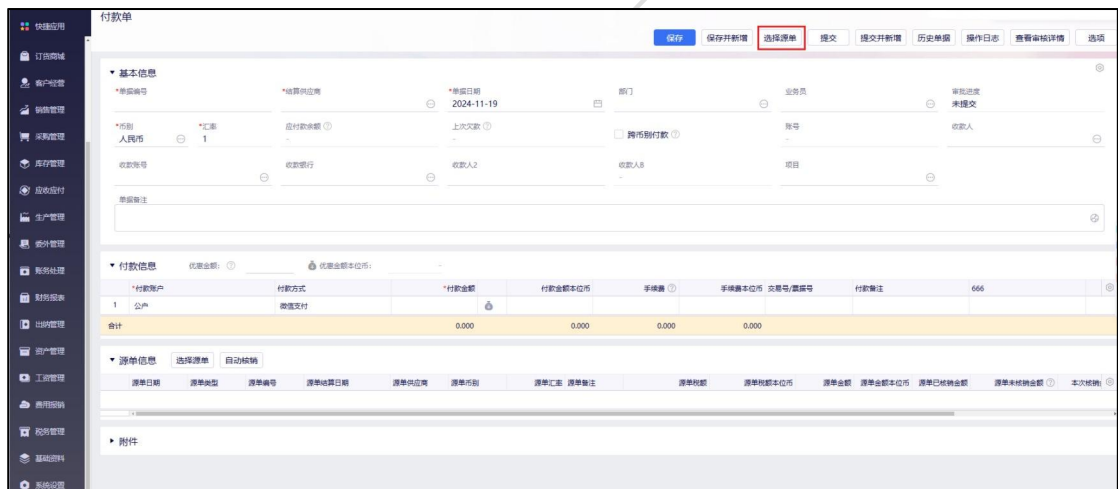 付款单
保存 保存并新增 选择源单 提交 提交并新增 历史单据 操作日志 查看审核详情 选项
快捷应用
订货商城
客户经营
销售管理
采购管理
库存管理
应收应付
生产管理
委外管理
账务处理
财务报表
出纳管理
资产管理
工资管理
费用报销
税务管理
基础资料
系统设置
基本信息
*单据编号 *结算供应商 *单据日期 部门 业务员 审批进度
2024-11-19 未提交
*币别 *汇率 应付款余额 上次欠款 跨币别付款 账号 收款人
人民币 1 - - -
收款账号 收款银行 收款人2 收款人8 项目
-
单据备注
付款信息 优惠金额: 优惠金额本位币: -
*付款账户 付款方式 *付款金额 付款金额本位币 手续费 手续费本位币 交易号/票据号 付款备注 666
1 公户 微信支付
合计 0.000 0.000 0.000 0.000
源单信息 选择源单 自动核销
源单日期 源单类型 源单编号 源单结算日期 源单供应商 源单币别 源单汇率 源单备注 源单税额 源单税额本位币 源单金额 源单金额本位币 源单已核销金额 源单未核销金额 本次核销
附件